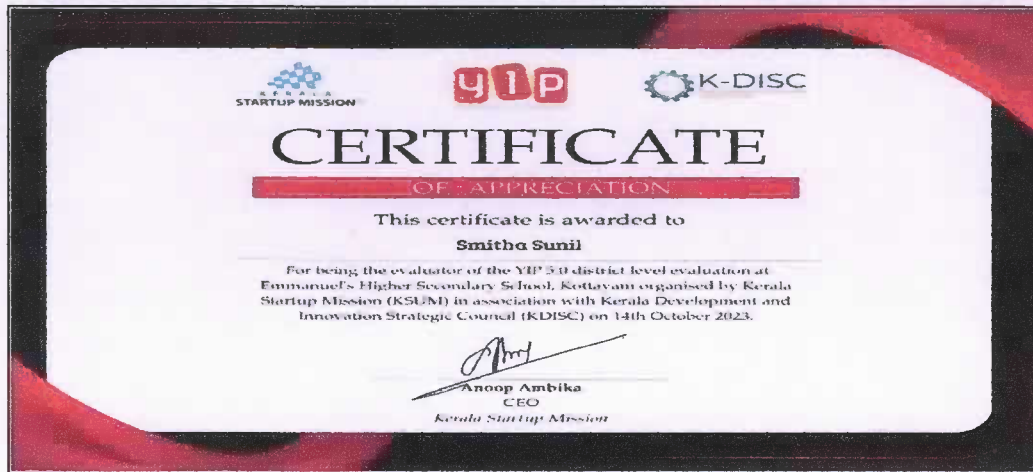 KERALA
STARTUP MISSION
yip
K-DISC
CERTIFICATE
OF APPRECIATION
This certificate is awarded to
Smitha Sunil
For being the evaluator of the YIP 5.0 district level evaluation at
Emmanuel's Higher Secondary School, Kottayam organised by Kerala
Startup Mission (KSUM) in association with Kerala Development and
Innovation Strategic Council (KDISC) on 14th October 2023.
Anoop Ambika
CEO
Kerala Startup Mission